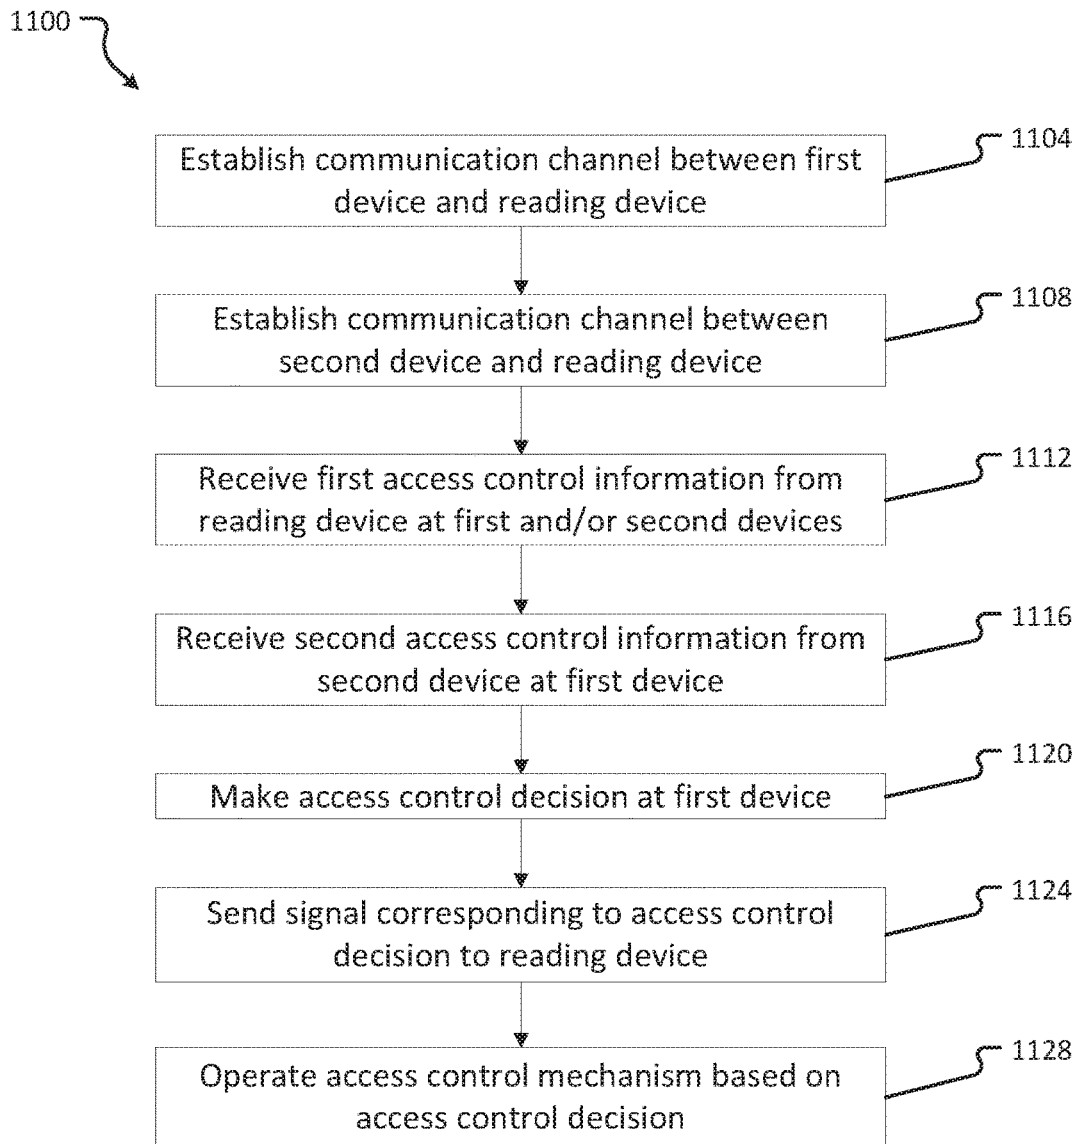 1100
1104
Establish communication channel between first
device and reading device
1108
Establish communication channel between
second device and reading device
1112
Receive first access control information from
reading device at first and/or second devices
1116
Receive second access control information from
second device at first device
1120
Make access control decision at first device
1124
Send signal corresponding to access control
decision to reading device
1128
Operate access control mechanism based on
access control decision